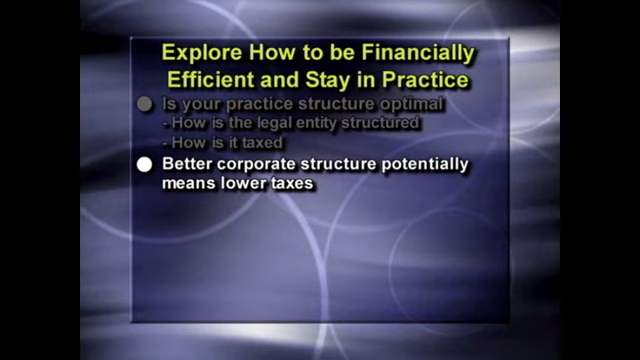 Explore How to be Financially
Efficient and Stay in Practice
Is your practice structure optimal
- How is the legal entity structured
- How is it taxed
Better corporate structure potentially
means lower taxes